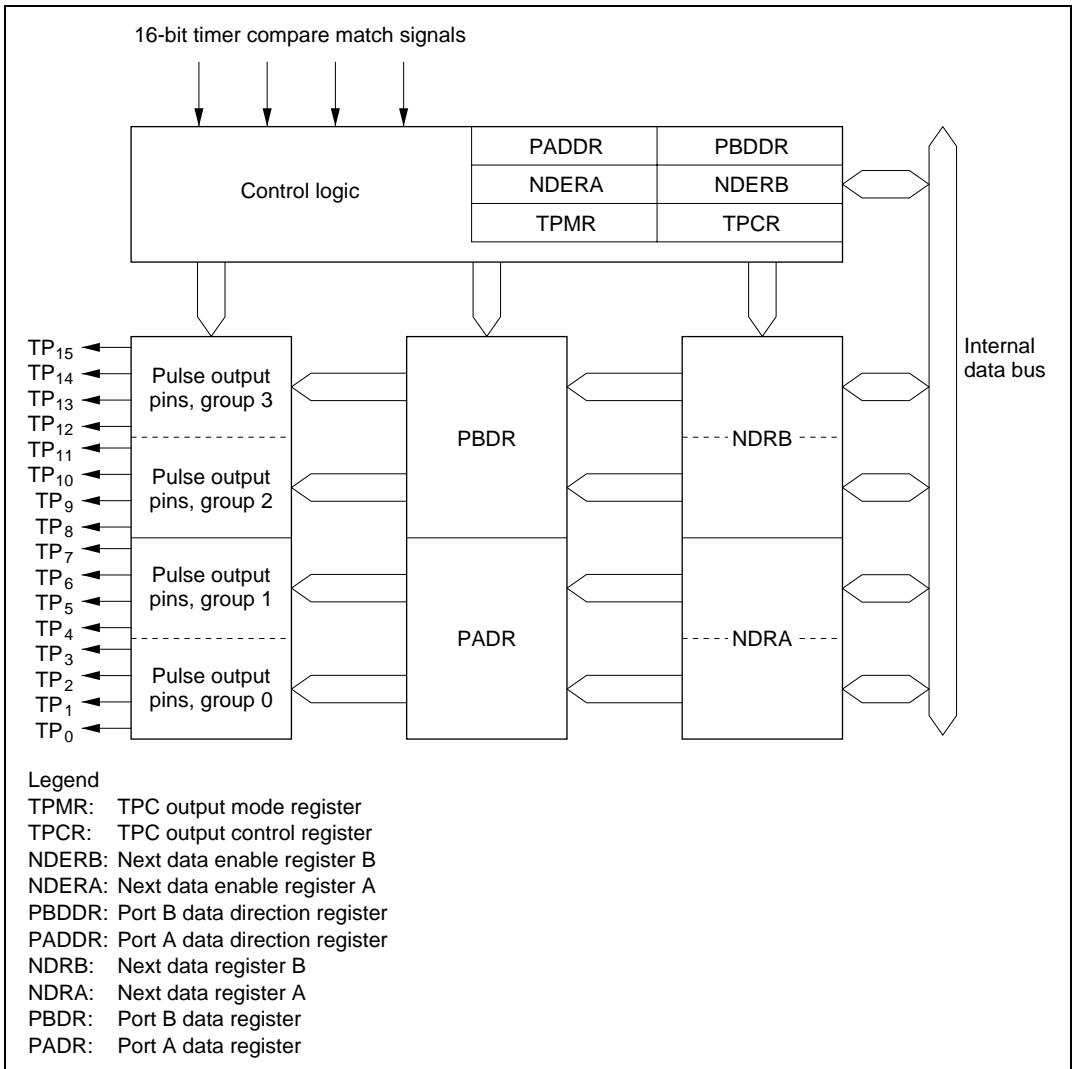 16-bit timer compare match signals
Control logic
PADDR PBDDR
NDERA NDERB
TPMR TPCR
Internal
data bus
TP15
TP14
TP13
TP12
TP11
TP10
TP9
TP8
TP7
TP6
TP5
TP4
TP3
TP2
TP1
TP0
Pulse output
pins, group 3
Pulse output
pins, group 2
Pulse output
pins, group 1
Pulse output
pins, group 0
PBDR
PADR
NDRB
NDRA
Legend
TPMR: TPC output mode register
TPCR: TPC output control register
NDERB: Next data enable register B
NDERA: Next data enable register A
PBDDR: Port B data direction register
PADDR: Port A data direction register
NDRB: Next data register B
NDRA: Next data register A
PBDR: Port B data register
PADR: Port A data register